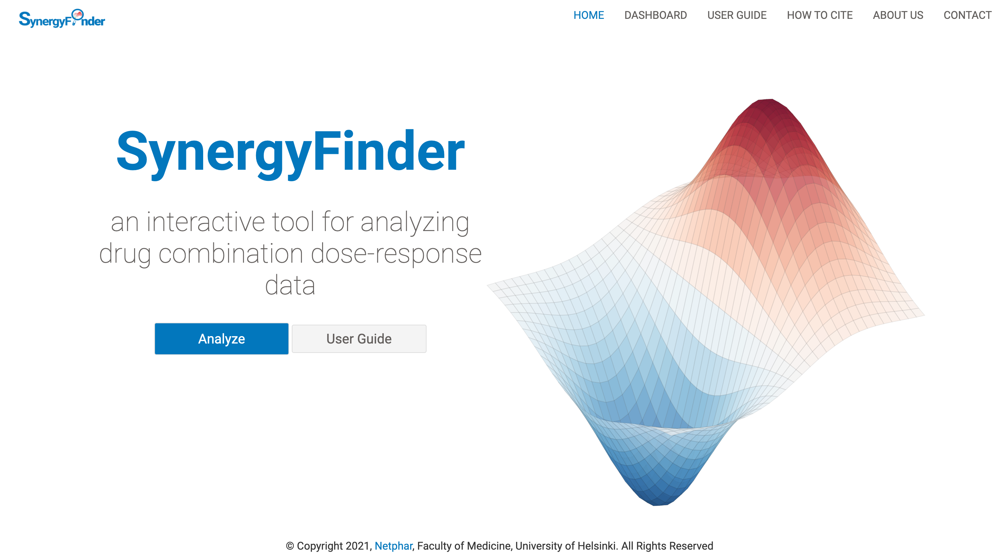 SynergyFinder
HOME DASHBOARD USER GUIDE HOW TO CITE ABOUT US CONTACT
SynergyFinder
an interactive tool for analyzing
drug combination dose-response
data
Analyze User Guide
© Copyright 2021, Netphar, Faculty of Medicine, University of Helsinki. All Rights Reserved